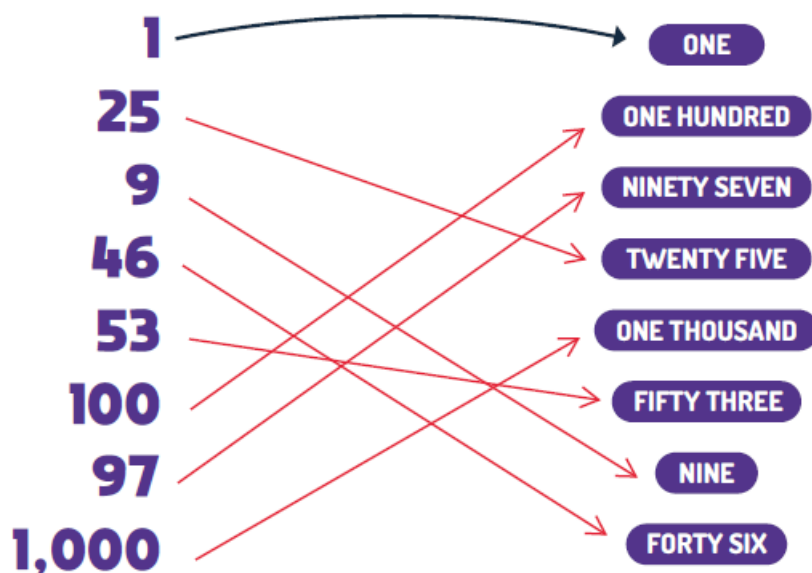 1 ONE
25 ONE HUNDRED
9 NINETY SEVEN
46 TWENTY FIVE
53 ONE THOUSAND
100 FIFTY THREE
97 NINE
1,000 FORTY SIX